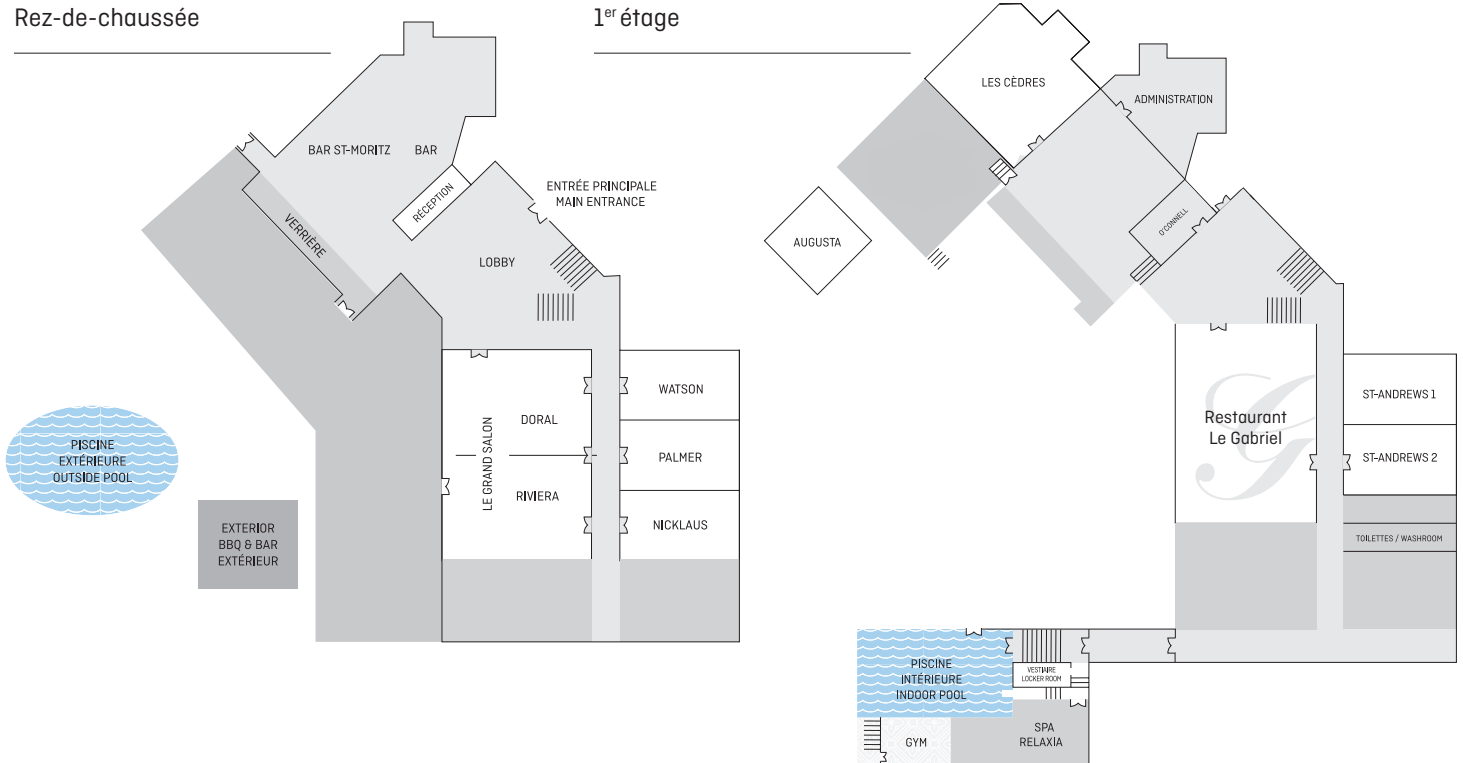 Rez-de-chaussée
BAR ST-MORITZ
BAR
RÉCEPTION
ENTRÉE PRINCIPALE
MAIN ENTRANCE
VERRIÈRE
LOBBY
WATSON
DORAL
LE GRAND SALON
PALMER
RIVIERA
NICKLAUS
PISCINE
EXTÉRIEURE
OUTSIDE POOL
EXTERIOR
BBQ & BAR
EXTÉRIEUR
1er étage
LES CÈDRES
ADMINISTRATION
AUGUSTA
O'CONNELL
G
Restaurant
Le Gabriel
ST-ANDREWS 1
ST-ANDREWS 2
TOILETTES / WASHROOM
PISCINE
INTÉRIEURE
INDOOR POOL
VESTIAIRE
LOCKER ROOM
GYM
SPA
RELAXIA